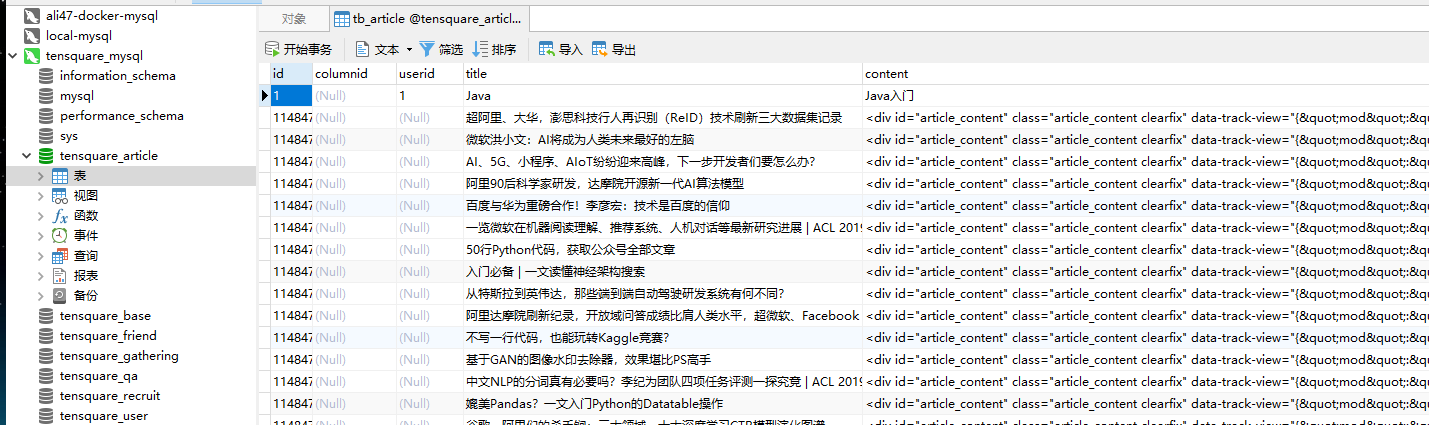 ali47-docker-mysql
local-mysql
tensquare_mysql
information_schema
mysql
performance_schema
sys
tensquare_article
表
视图
函数
事件
查询
报表
备份
tensquare_base
tensquare_friend
tensquare_gathering
tensquare_qa
tensquare_recruit
tensquare_user
对象 tb_article @tensquare_articl...
开始事务 文本 筛选 排序 导入 导出
id columnid userid title content
1 (Null) 1 Java Java入门
114847 (Null) (Null) 超阿里、大华，澎思科技行人再识别（ReID）技术刷新三大数据集记录 <div id="article_content" class="article_content clearfix" data-track-view="{&quot;mod&quot;:&q
114847 (Null) (Null) 微软洪小文：AI将成为人类未来最好的左脑 <div id="article_content" class="article_content clearfix" data-track-view="{&quot;mod&quot;:&q
114847 (Null) (Null) AI、5G、小程序、AIoT纷纷迎来高峰，下一步开发者们要怎么办？ <div id="article_content" class="article_content clearfix" data-track-view="{&quot;mod&quot;:&q
114847 (Null) (Null) 阿里90后科学家研发，达摩院开源新一代AI算法模型 <div id="article_content" class="article_content clearfix" data-track-view="{&quot;mod&quot;:&q
114847 (Null) (Null) 百度与华为重磅合作！李彦宏：技术是百度的信仰 <div id="article_content" class="article_content clearfix" data-track-view="{&quot;mod&quot;:&q
114847 (Null) (Null) 一览微软在机器阅读理解、推荐系统、人机对话等最新研究进展 | ACL 2019 <div id="article_content" class="article_content clearfix" data-track-view="{&quot;mod&quot;:&q
114847 (Null) (Null) 50行Python代码，获取公众号全部文章 <div id="article_content" class="article_content clearfix" data-track-view="{&quot;mod&quot;:&q
114847 (Null) (Null) 入门必备 | 一文读懂神经架构搜索 <div id="article_content" class="article_content clearfix" data-track-view="{&quot;mod&quot;:&q
114847 (Null) (Null) 从特斯拉到英伟达，那些端到端自动驾驶研发系统有何不同？ <div id="article_content" class="article_content clearfix" data-track-view="{&quot;mod&quot;:&q
114847 (Null) (Null) 阿里达摩院刷新纪录，开放域问答成绩比肩人类水平，超微软、Facebook <div id="article_content" class="article_content clearfix" data-track-view="{&quot;mod&quot;:&q
114847 (Null) (Null) 不写一行代码，也能玩转Kaggle竞赛？ <div id="article_content" class="article_content clearfix" data-track-view="{&quot;mod&quot;:&q
114847 (Null) (Null) 基于GAN的图像水印去除器，效果堪比PS高手 <div id="article_content" class="article_content clearfix" data-track-view="{&quot;mod&quot;:&q
114847 (Null) (Null) 中文NLP的分词真有必要吗？李纪为团队四项任务评测一探究竟 | ACL 2019 <div id="article_content" class="article_content clearfix" data-track-view="{&quot;mod&quot;:&q
114847 (Null) (Null) 媲美Pandas？一文入门Python的Datatable操作 <div id="article_content" class="article_content clearfix" data-track-view="{&quot;mod&quot;:&q